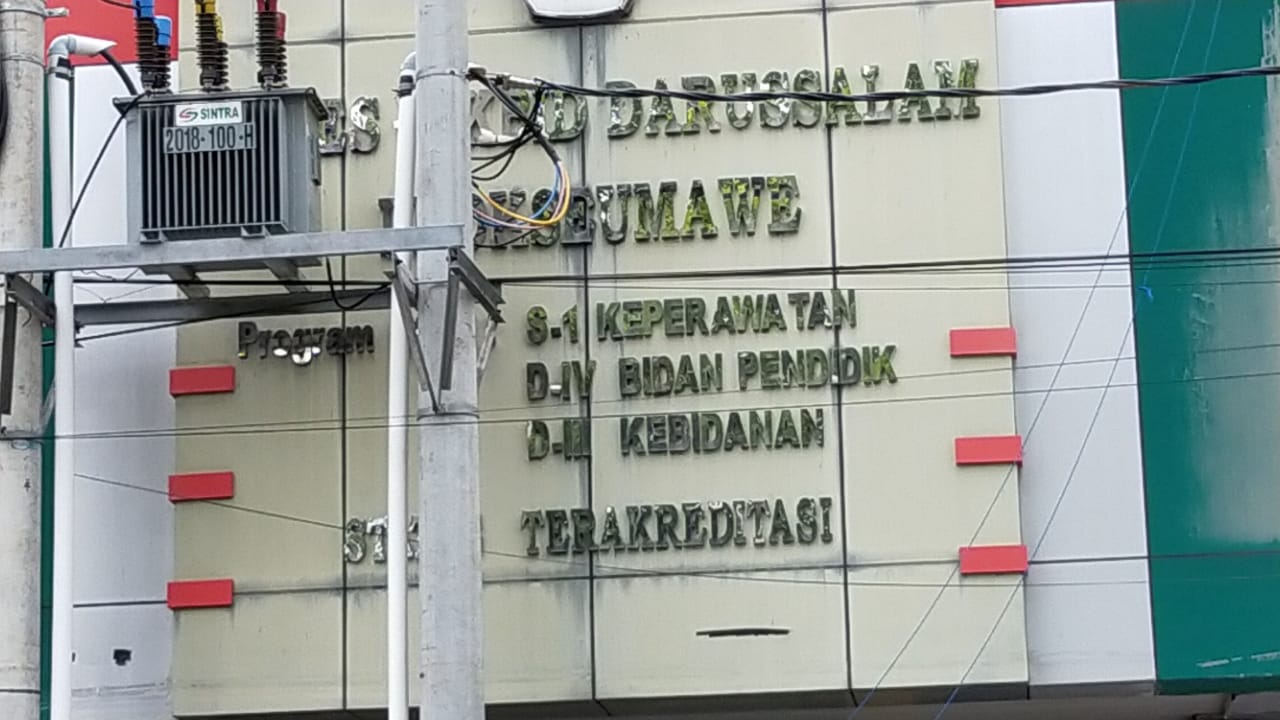 SINTRA
2018-100-H
DARUSSALAM
Program
S-1 KEPERAWATAN
D-IV BIDAN PENDIDIK
D-III KEBIDANAN
TERAKREDITASI